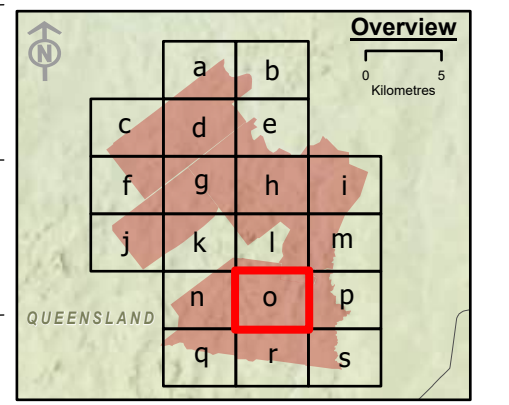 Overview
N
0 5
Kilometres
a b
c d e
f g h i
j k l m
n o p
QUEENSLAND
q r s